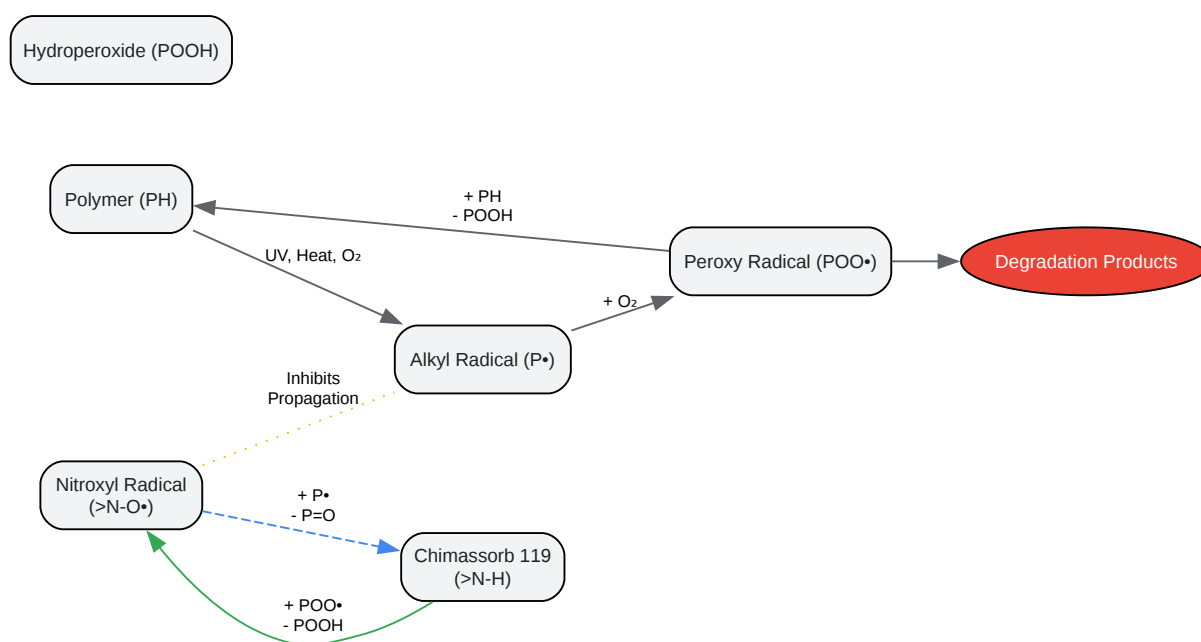 Hydroperoxide (POOH)
Polymer (PH)
+ PH
- POOH
UV, Heat, O₂
Peroxy Radical (POO•)
Degradation Products
+ O₂
Alkyl Radical (P•)
Inhibits
Propagation
Nitroxyl Radical
(>N-O•)
+ P•
- P=O
Chimassorb 119
(>N-H)
+ POO•
- POOH